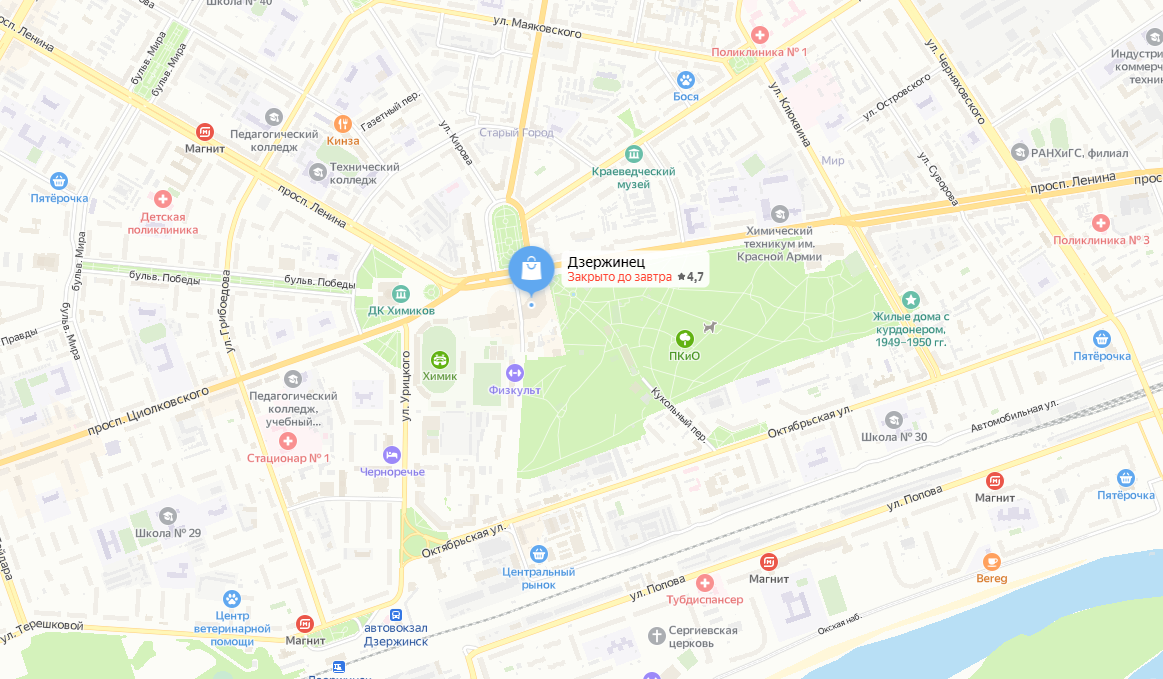 Школа № 40
просп. Ленина
бульв. Мира
бульв. Мира
ул. Маяковского
Поликлиника № 1
ул. Черняховского
Индустри
коммерч
техник
Бося
ул. Клюквина
ул. Островского
Газетный пер.
Педагогический
колледж
Кинза
Магнит
ул. Кирова
Старый Город
Технический
колледж
Краеведческий
музей
Мир
РАНХиГС, филиал
ул. Суворова
просп. Ленина
просп.
Пятёрочка
Детская
поликлиника
просп. Ленина
Химический
техникум им.
Красной Армии
Поликлиника № 3
бульв. Мира
бульв. Победы
бульв. Победы
Дзержинец
Закрыто до завтра ★4,7
ул. Грибоедова
ДК Химиков
Жилые дома с
курдонером,
1949–1950 гг.
Правды
бульв. Мира
ПКиО
Пятёрочка
Химик
Физкульт
ул. Урицкого
Педагогический
колледж,
учебный...
просп. Циолковского
Кукольный пер.
Октябрьская ул.
Автомобильная ул.
Школа № 30
Стационар № 1
Черноречье
Магнит
ул. Попова
Пятёрочка
Школа № 29
Октябрьская ул.
Центральный
рынок
Магнит
ул. Попова
Тубдиспансер
Bereg
Центр
ветеринарной
помощи
Магнит
автовокзал
Дзержинск
ул. Терешковой
Сергиевская
церковь
Окская наб.
Дзержинск